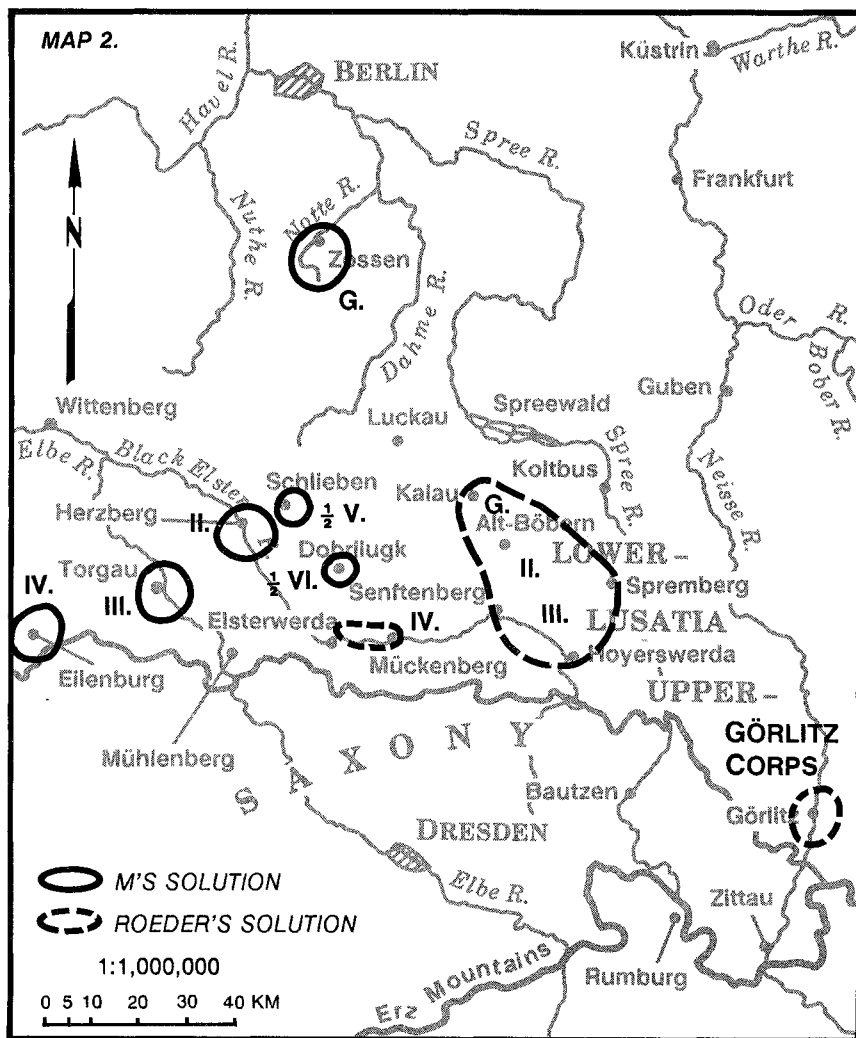 MAP 2.
Küstrin
Warthe R.
Havel R.
BERLIN
Spree R.
Frankfurt
N
Nuthe R.
Notte R.
Zossen
G.
Dahme R.
Oder R.
Bober R.
Guben
Wittenberg
Luckau
Spreewald
Elbe R.
Black Elster
Spree R.
Neisse R.
Schlieben
Koltbus
Kalau
G.
Herzberg
II.
½ V.
Alt-Böbern
Dobrilugk
LOWER-
Torgau
½ VI.
II.
Spremberg
IV.
III.
Senftenberg
Elsterwerda
IV.
III.
LUSATIA
Eilenburg
Mückenberg
Hoyerswerda
UPPER-
Mühlenberg
SAXONY
GÖRLITZ
CORPS
Bautzen
Görlitz
DRESDEN
M'S SOLUTION
Elbe R.
Zittau
ROEDER'S SOLUTION
1:1,000,000
Rumburg
0 5 10 20 40 KM
Erz Mountains